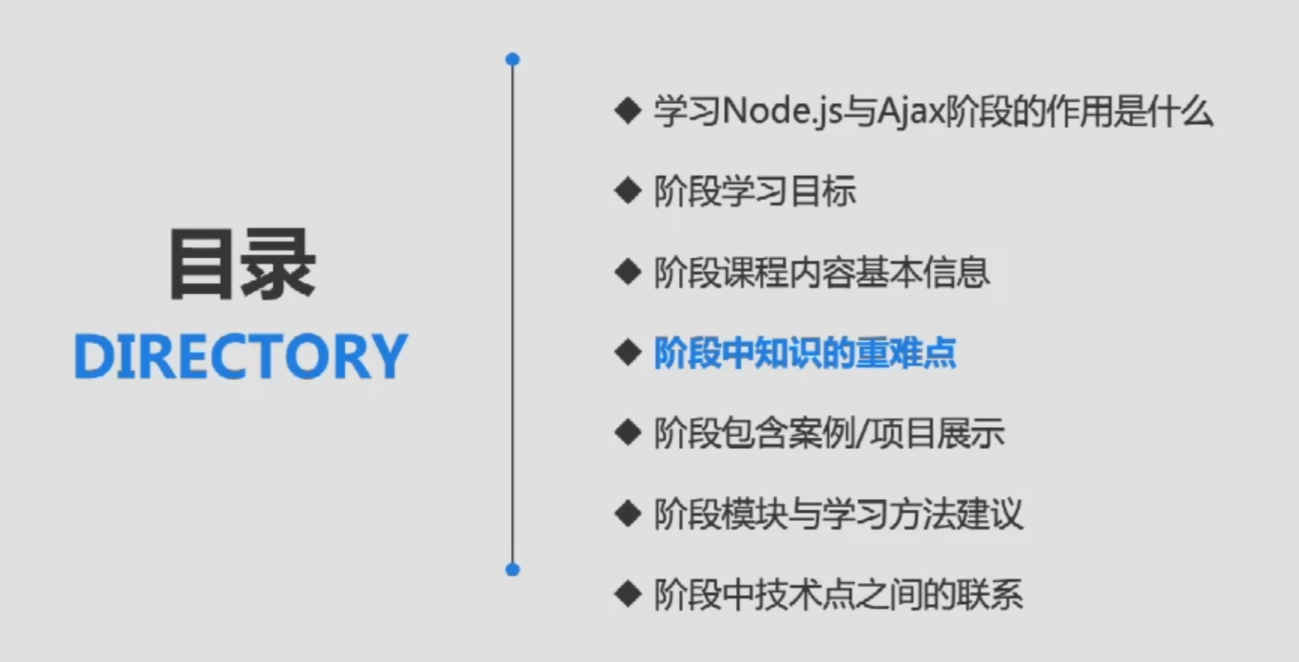 目录
DIRECTORY
◆ 学习Node.js与Ajax阶段的作用是什么
◆ 阶段学习目标
◆ 阶段课程内容基本信息
◆ 阶段中知识的重难点
◆ 阶段包含案例/项目展示
◆ 阶段模块与学习方法建议
◆ 阶段中技术点之间的联系